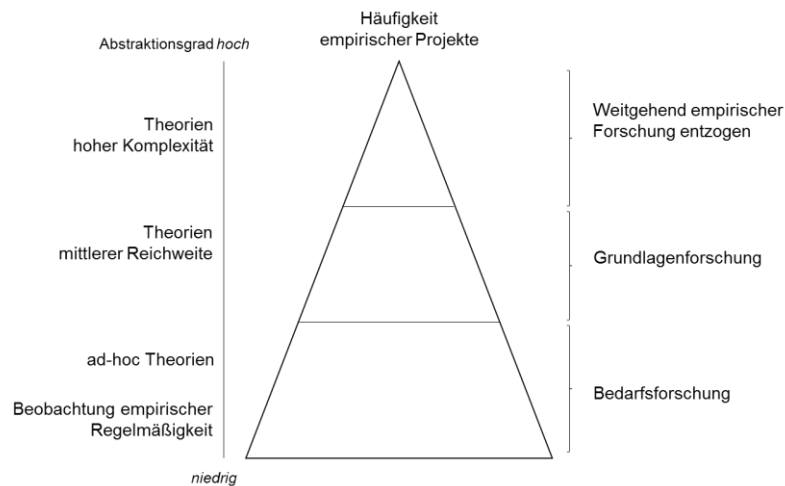 Häufigkeit
empirischer Projekte
Abstraktionsgrad hoch
Theorien
hoher Komplexität
Weitgehend empirischer
Forschung entzogen
Theorien
mittlerer Reichweite
Grundlagenforschung
ad-hoc Theorien
Beobachtung empirischer
Regelmäßigkeit
Bedarfsforschung
niedrig